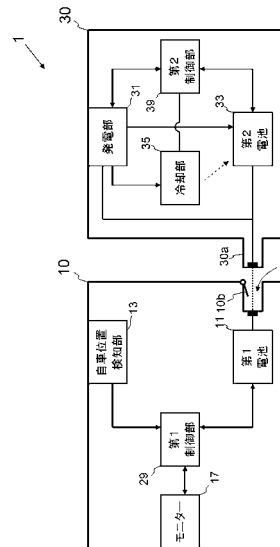 1
30
発電部
31
第2
制御部
39
35
冷却部
33
第2
電池
30a
10
自車位置
検知部
13
10b
11
第1
電池
第1
制御部
29
モニター
17